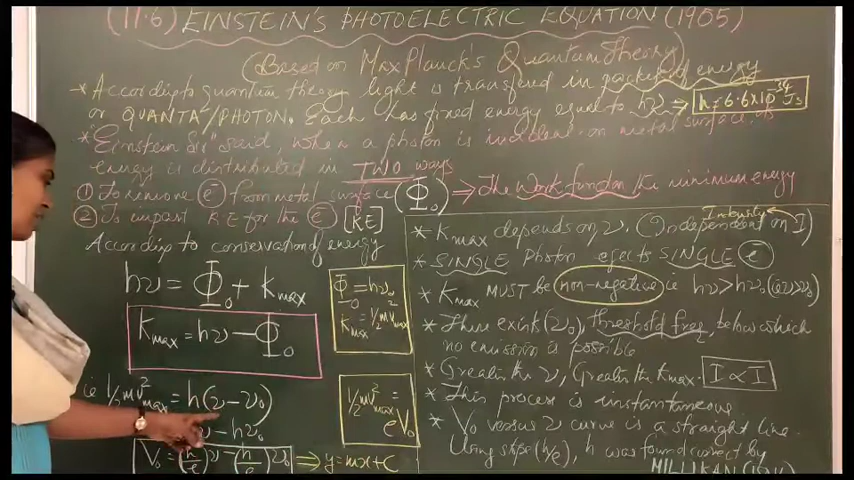 (11.6) EINSTEIN'S PHOTOELECTRIC EQUATION (1905)
(Based on Max Planck's Quantum Theory)
* According to quantum theory light is transferred in packets of energy
or QUANTA/PHOTON. Each has fixed energy equal to hν → h = 6.6×10⁻³⁴ Js
* "Einstein Sir" said, when a photon is incident on metal surface, its
energy is distributed in TWO ways
① To remove (e⁻) from metal surface (Φ₀) ⇒ The work function/the minimum energy
② To impart KE for the (e⁻) [KE]
According to conservation of energy
hν = Φ₀ + Kmax
Kmax = hν − Φ₀
ie ½mv²max = h(ν − ν₀)
− hν₀
V₀ = (h/e)ν − (h/e)ν₀ ⇒ y = mx + c
Φ₀ = hν₀
Kmax = ½mv²max
½mv²max = eV₀
Intensity
* Kmax depends on ν. (Independent on I)
* SINGLE Photon ejects SINGLE (e⁻)
* Kmax MUST be non-negative ie hν > hν₀ (ie ν > ν₀)
* There exist (ν₀), threshold freq, below which
no emission is possible
* Greater the ν, Greater the Kmax. I ∝ I
* This process is instantaneous
* V₀ versus ν curve is a straight line.
Using slope (h/e), h was found correct by
MILLIKAN